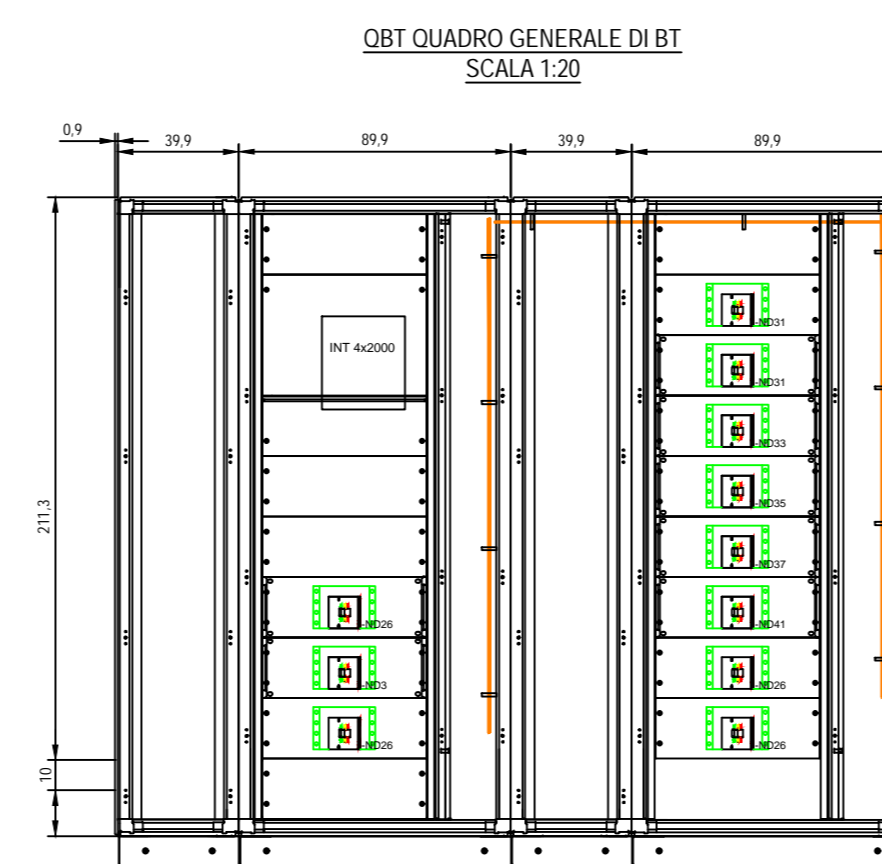 QBT QUADRO GENERALE DI BT
SCALA 1:20
0,9
39,9
89,9
39,9
89,9
INT 4x2000
-ND31
-ND31
-ND33
-ND35
-ND37
-ND41
-ND26
-ND26
-ND26
-ND3
-ND26
211,3
10